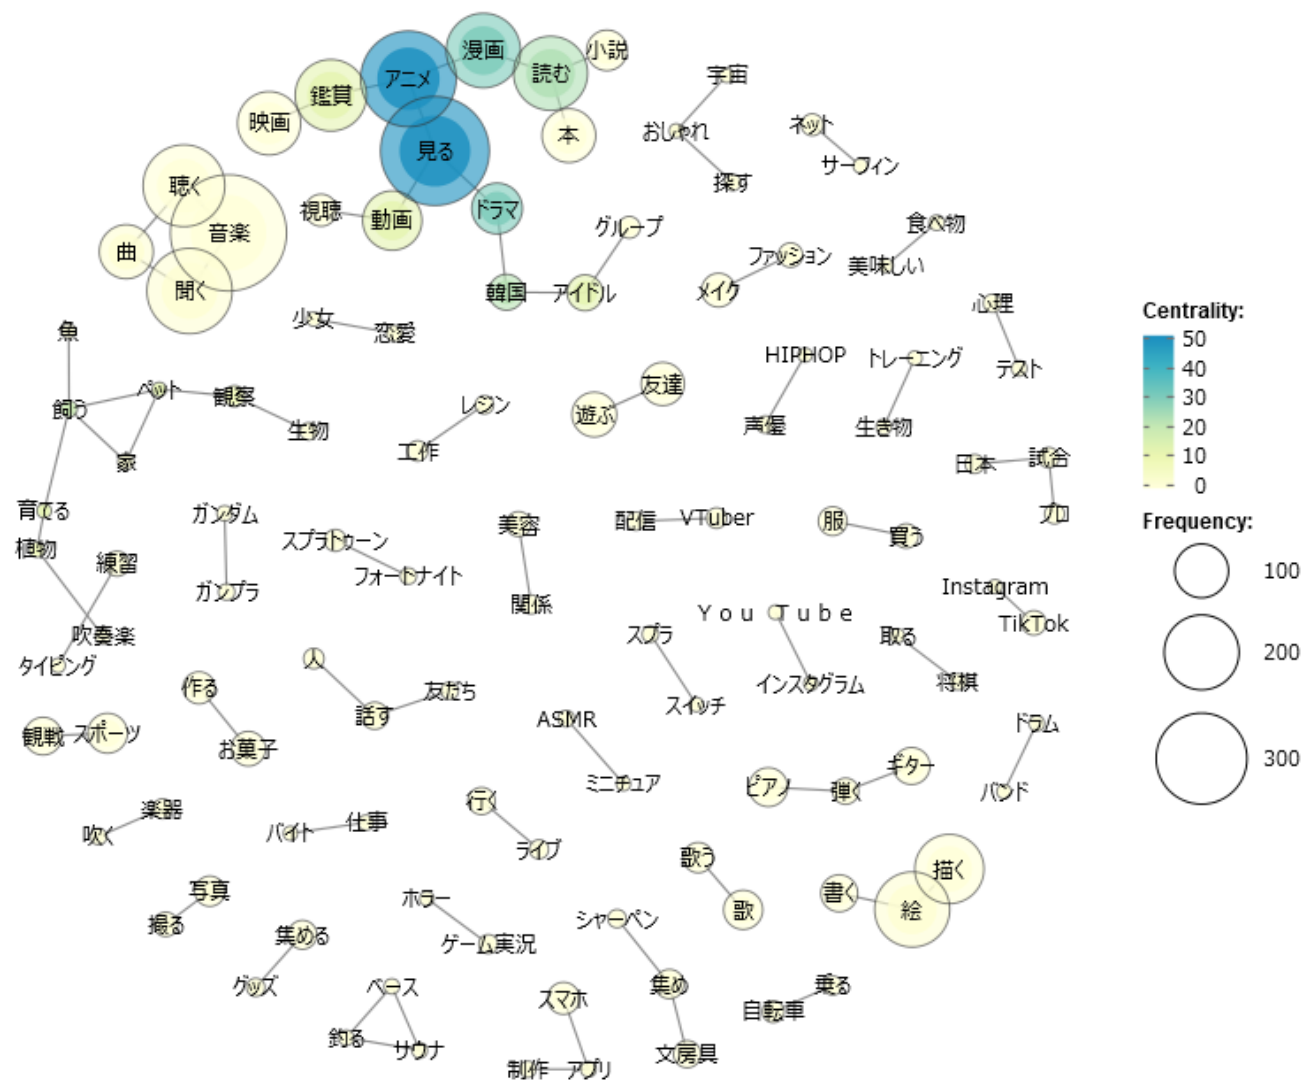 漫画
小説
アニメ
読む
宇宙
鑑賞
映画
本
おしゃれ
ネット
見る
サーフィン
聴く
探す
視聴
動画
ドラマ
音楽
グループ
食べ物
曲
ファッション
美味しい
聞く
韓国
アイドル
メイク
心理
Centrality:
少女
恋愛
魚
50
HIPHOP
トレーニング
テスト
40
ペット
観察
友達
30
飼う
レジン
遊ぶ
声優
生き物
20
生物
家
工作
日本
試合
10
0
育てる
ガンダム
美容
配信
VTuber
服
プロ
Frequency:
植物
スプラトゥーン
買う
練習
フォートナイト
100
ガンプラ
関係
Instagram
吹奏楽
スプラ
YouTube
取る
TikTok
タイピング
人
200
作る
話す
友だち
インスタグラム
将棋
スイッチ
ASMR
観戦
スポーツ
お菓子
ドラム
ミニチュア
ピアノ
弾く
ギター
バンド
300
楽器
行く
吹く
バイト
仕事
ライブ
歌う
描く
写真
ホラー
書く
撮る
集める
ゲーム実況
シャーペン
歌
絵
グッズ
ベース
スマホ
集め
乗る
自転車
釣る
サウナ
制作
アプリ
文房具